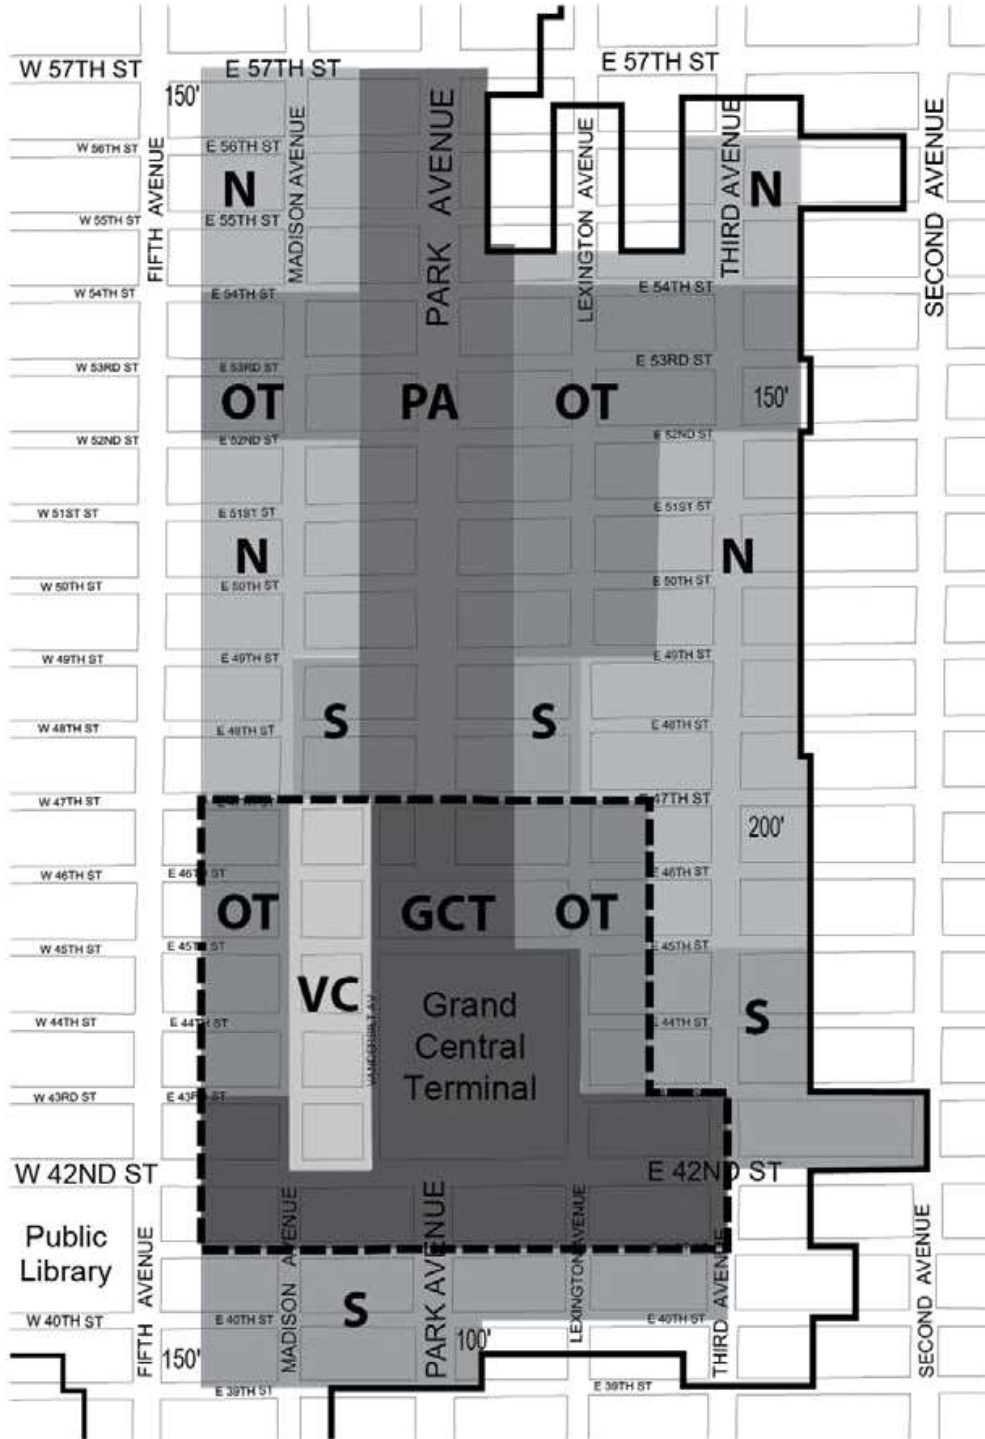 W 57TH ST
E 57TH ST
E 57TH ST
150'
W 56TH ST
E 56TH ST
N
N
W 55TH ST
E 55TH ST
FIFTH AVENUE
MADISON AVENUE
PARK AVENUE
LEXINGTON AVENUE
THIRD AVENUE
SECOND AVENUE
W 54TH ST
E 54TH ST
E 54TH ST
W 53RD ST
E 53RD ST
E 53RD ST
OT
PA
OT
150'
W 52ND ST
E 52ND ST
E 52ND ST
W 51ST ST
E 51ST ST
E 51ST ST
N
N
W 50TH ST
E 50TH ST
E 50TH ST
W 49TH ST
E 49TH ST
E 49TH ST
S
S
W 48TH ST
E 48TH ST
E 48TH ST
W 47TH ST
E 47TH ST
200'
W 46TH ST
E 46TH ST
E 46TH ST
OT
GCT
OT
W 45TH ST
E 45TH ST
E 45TH ST
VC
Grand
Central
Terminal
VANDERBILT AV
S
W 44TH ST
E 44TH ST
E 44TH ST
W 43RD ST
E 43RD ST
W 42ND ST
E 42ND ST
Public
Library
FIFTH AVENUE
MADISON AVENUE
PARK AVENUE
LEXINGTON AVENUE
THIRD AVENUE
SECOND AVENUE
S
W 40TH ST
E 40TH ST
E 40TH ST
150'
100'
E 39TH ST
E 39TH ST